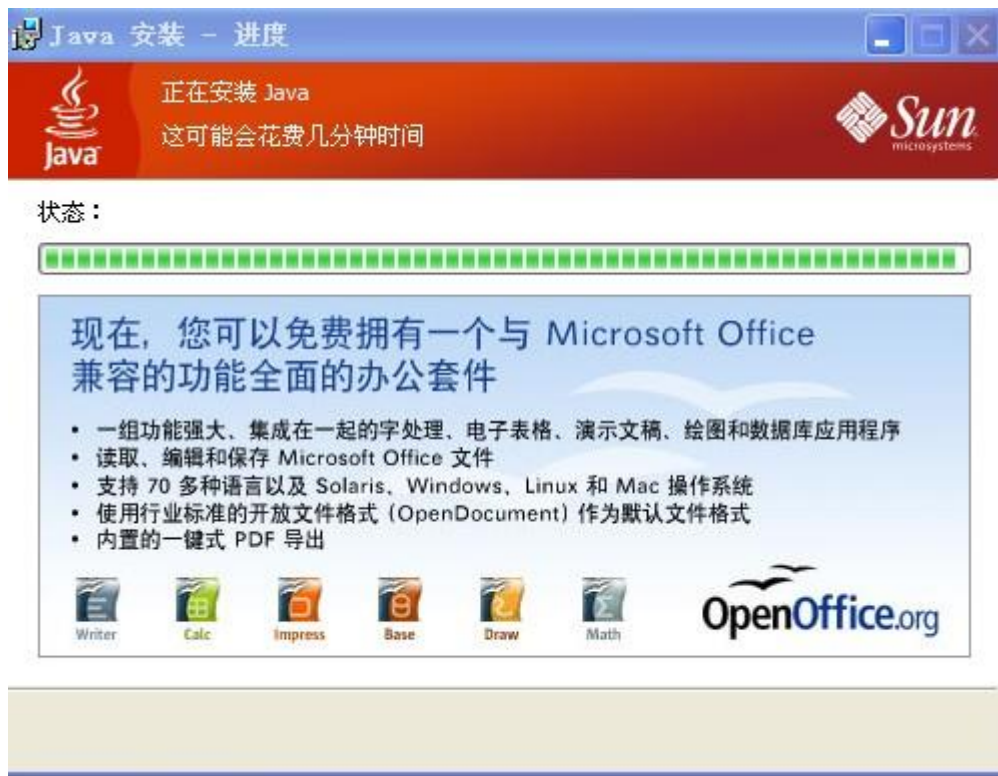 Java 安装 - 进度
正在安装 Java
这可能会花费几分钟时间
Java
Sun
microsystems
状态：
现在，您可以免费拥有一个与 Microsoft Office
兼容的功能全面的办公套件
• 一组功能强大、集成在一起的字处理、电子表格、演示文稿、绘图和数据库应用程序
• 读取、编辑和保存 Microsoft Office 文件
• 支持 70 多种语言以及 Solaris、Windows、Linux 和 Mac 操作系统
• 使用行业标准的开放文件格式 (OpenDocument) 作为默认文件格式
• 内置的一键式 PDF 导出
Writer Calc Impress Base Draw Math
OpenOffice.org